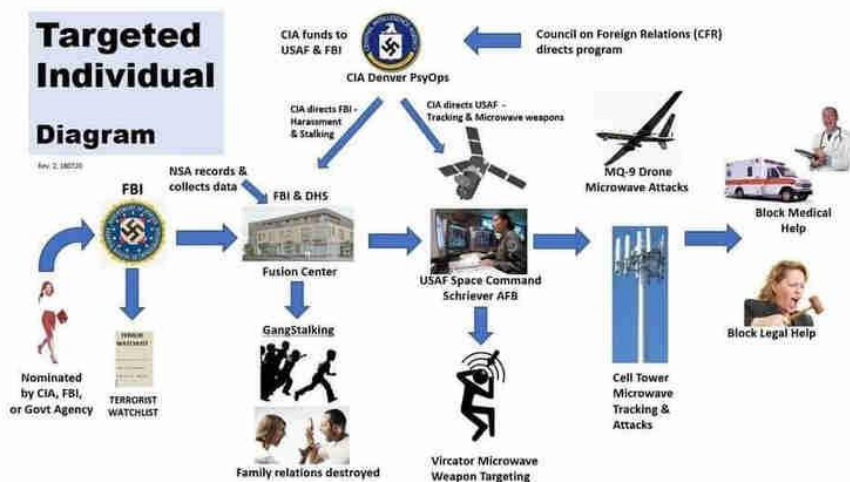 Targeted
Individual
Diagram
Rev. 2, 180720
CIA funds to
USAF & FBI
CIA Denver PsyOps
Council on Foreign Relations (CFR)
directs program
CIA directs FBI -
Harassment
& Stalking
CIA directs USAF -
Tracking & Microwave weapons
MQ-9 Drone
Microwave Attacks
Block Medical
Help
NSA records &
collects data
FBI
FBI & DHS
Fusion Center
USAF Space Command
Schriever AFB
Block Legal Help
Nominated
by CIA, FBI,
or Govt Agency
WATCHLIST
TERRORIST
WATCHLIST
GangStalking
Family relations destroyed
Vircator Microwave
Weapon Targeting
Cell Tower
Microwave
Tracking &
Attacks